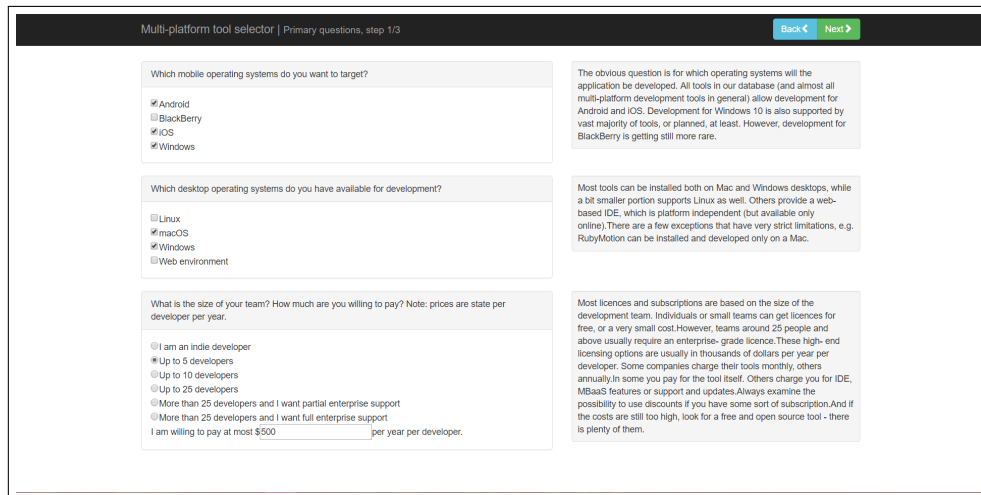 Multi-platform tool selector | Primary questions, step 1/3
Back
Next
Which mobile operating systems do you want to target?
Android
BlackBerry
iOS
Windows
The obvious question is for which operating systems will the
application be developed. All tools in our database (and almost all
multi-platform development tools in general) allow development for
Android and iOS. Development for Windows 10 is also supported by
vast majority of tools, or planned, at least. However, development for
BlackBerry is getting still more rare.
Which desktop operating systems do you have available for development?
Linux
macOS
Windows
Web environment
Most tools can be installed both on Mac and Windows desktops, while
a bit smaller portion supports Linux as well. Others provide a web-
based IDE, which is platform independent (but available only
online).There are a few exceptions that have very strict limitations, e.g.
RubyMotion can be installed and developed only on a Mac.
What is the size of your team? How much are you willing to pay? Note: prices are state per
developer per year.
I am an indie developer
Up to 5 developers
Up to 10 developers
Up to 25 developers
More than 25 developers and I want partial enterprise support
More than 25 developers and I want full enterprise support
I am willing to pay at most $500 per year per developer.
Most licences and subscriptions are based on the size of the
development team. Individuals or small teams can get licences for
free, or a very small cost.However, teams around 25 people and
above usually require an enterprise- grade licence.These high- end
licensing options are usually in thousands of dollars per year per
developer. Some companies charge their tools monthly, others
annually.In some you pay for the tool itself. Others charge you for IDE,
MBaaS features or support and updates.Always examine the
possibility to use discounts if you have some sort of subscription.And if
the costs are still too high, look for a free and open source tool - there
is plenty of them.